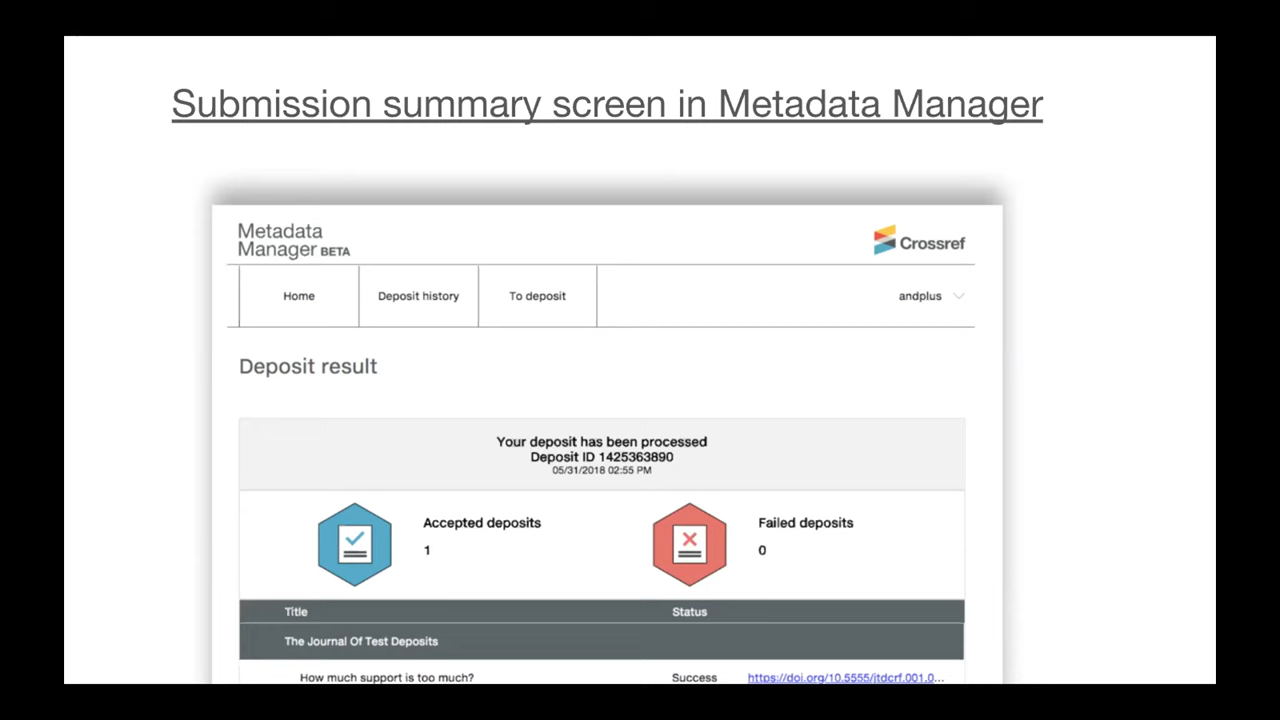 Submission summary screen in Metadata Manager
Metadata
Manager BETA
Crossref
Home
Deposit history
To deposit
andplus
Deposit result
Your deposit has been processed
Deposit ID 1425363890
05/31/2018 02:55 PM
Accepted deposits
1
Failed deposits
0
Title
Status
The Journal Of Test Deposits
How much support is too much?
Success
https://doi.org/10.5555/jtdcrf.001.0...